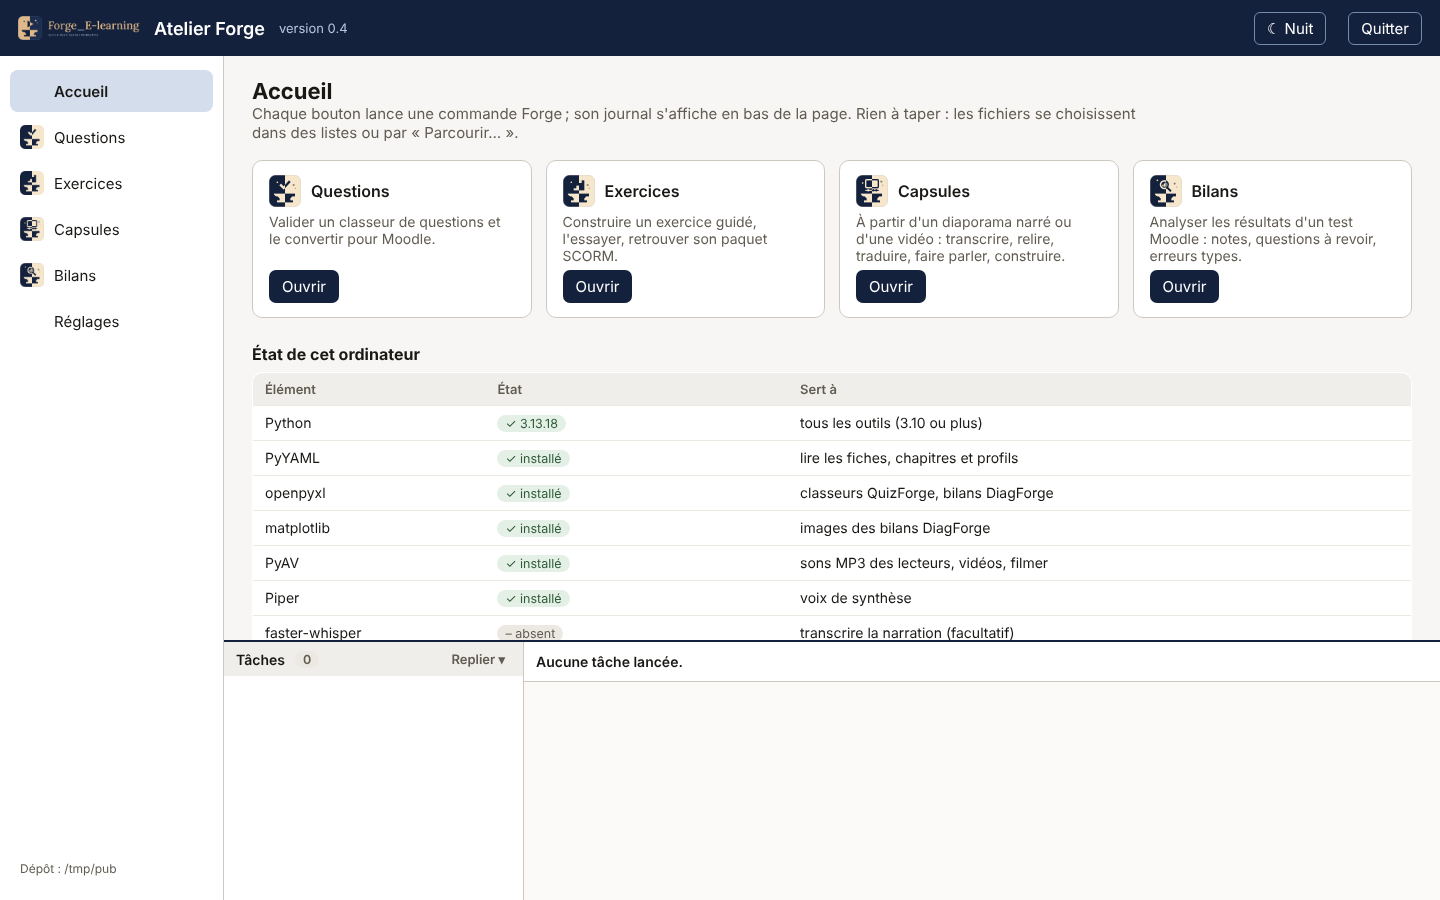 Forge_E-learning
Atelier Forge
version 0.4
☾ Nuit
Quitter
Accueil
Questions
Exercices
Capsules
Bilans
Réglages
Dépôt : /tmp/pub
Accueil
Chaque bouton lance une commande Forge ; son journal s'affiche en bas de la page. Rien à taper : les fichiers se choisissent
dans des listes ou par « Parcourir... ».
Questions
Valider un classeur de questions et
le convertir pour Moodle.
Ouvrir
Exercices
Construire un exercice guidé,
l'essayer, retrouver son paquet
SCORM.
Ouvrir
Capsules
À partir d'un diaporama narré ou
d'une vidéo : transcrire, relire,
traduire, faire parler, construire.
Ouvrir
Bilans
Analyser les résultats d'un test
Moodle : notes, questions à revoir,
erreurs types.
Ouvrir
État de cet ordinateur
Élément État Sert à
Python ✓ 3.13.18 tous les outils (3.10 ou plus)
PyYAML ✓ installé lire les fiches, chapitres et profils
openpyxl ✓ installé classeurs QuizForge, bilans DiagForge
matplotlib ✓ installé images des bilans DiagForge
PyAV ✓ installé sons MP3 des lecteurs, vidéos, filmer
Piper ✓ installé voix de synthèse
faster-whisper – absent transcrire la narration (facultatif)
Tâches 0 Replier ▾
Aucune tâche lancée.